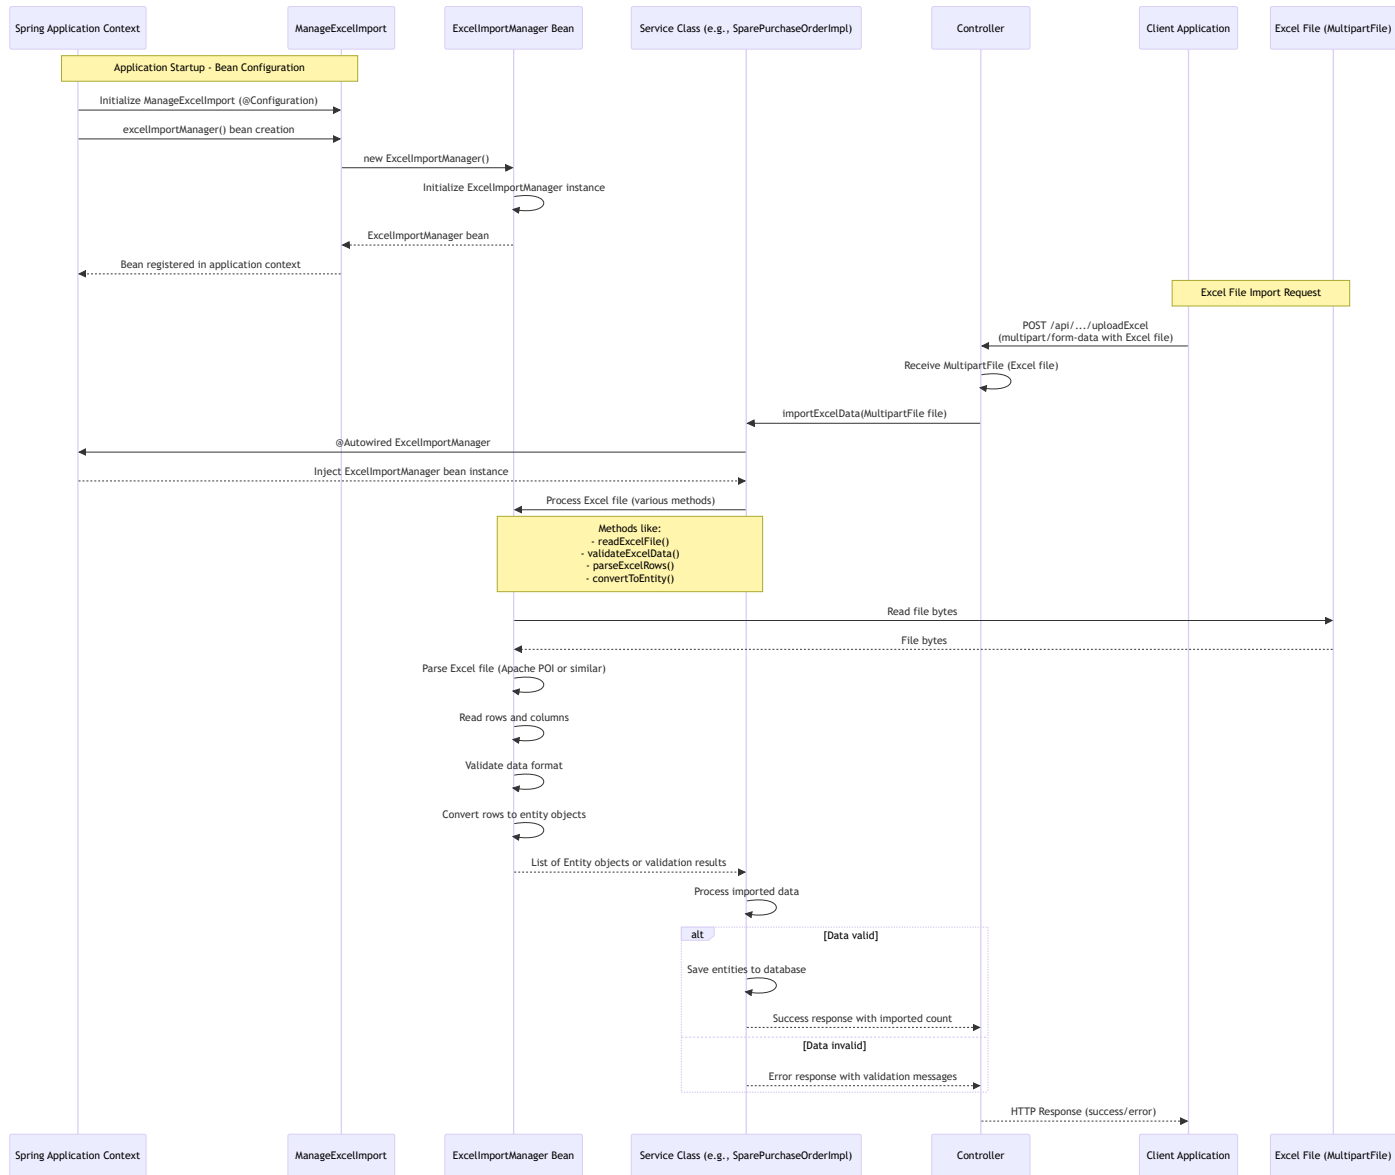 Spring Application Context
ManageExcelImport
ExcelImportManager Bean
Service Class (e.g., SparePurchaseOrderImpl)
Controller
Client Application
Excel File (MultipartFile)
Application Startup - Bean Configuration
Initialize ManageExcelImport (@Configuration)
excelImportManager() bean creation
new ExcelImportManager()
Initialize ExcelImportManager instance
ExcelImportManager bean
Bean registered in application context
Excel File Import Request
POST /api/.../uploadExcel
(multipart/form-data with Excel file)
Receive MultipartFile (Excel file)
importExcelData(MultipartFile file)
@Autowired ExcelImportManager
Inject ExcelImportManager bean instance
Process Excel file (various methods)
Methods like:
- readExcelFile()
- validateExcelData()
- parseExcelRows()
- convertToEntity()
Read file bytes
File bytes
Parse Excel file (Apache POI or similar)
Read rows and columns
Validate data format
Convert rows to entity objects
List of Entity objects or validation results
Process imported data
alt
[Data valid]
Save entities to database
Success response with imported count
[Data invalid]
Error response with validation messages
HTTP Response (success/error)
Spring Application Context
ManageExcelImport
ExcelImportManager Bean
Service Class (e.g., SparePurchaseOrderImpl)
Controller
Client Application
Excel File (MultipartFile)